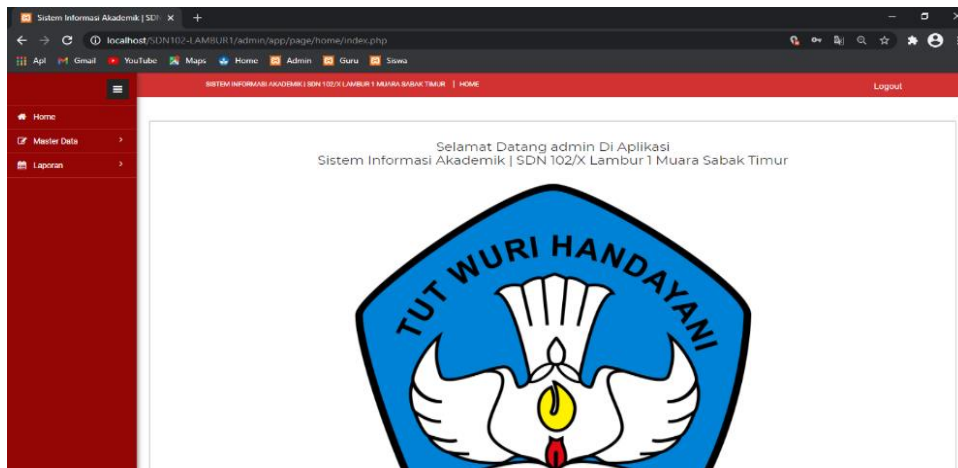 Sistem Informasi Akademik | SDN
localhost/SDN102-LAMBUR1/admin/app/page/home/index.php
Apl Gmail YouTube Maps Home Admin Guru Siswa
SISTEM INFORMASI AKADEMIK | SDN 102/X LAMBUR 1 MUARA SABAK TIMUR | HOME
Logout
Home
Master Data
Laporan
Selamat Datang admin Di Aplikasi
Sistem Informasi Akademik | SDN 102/X Lambur 1 Muara Sabak Timur
TUT WURI HANDAYANI